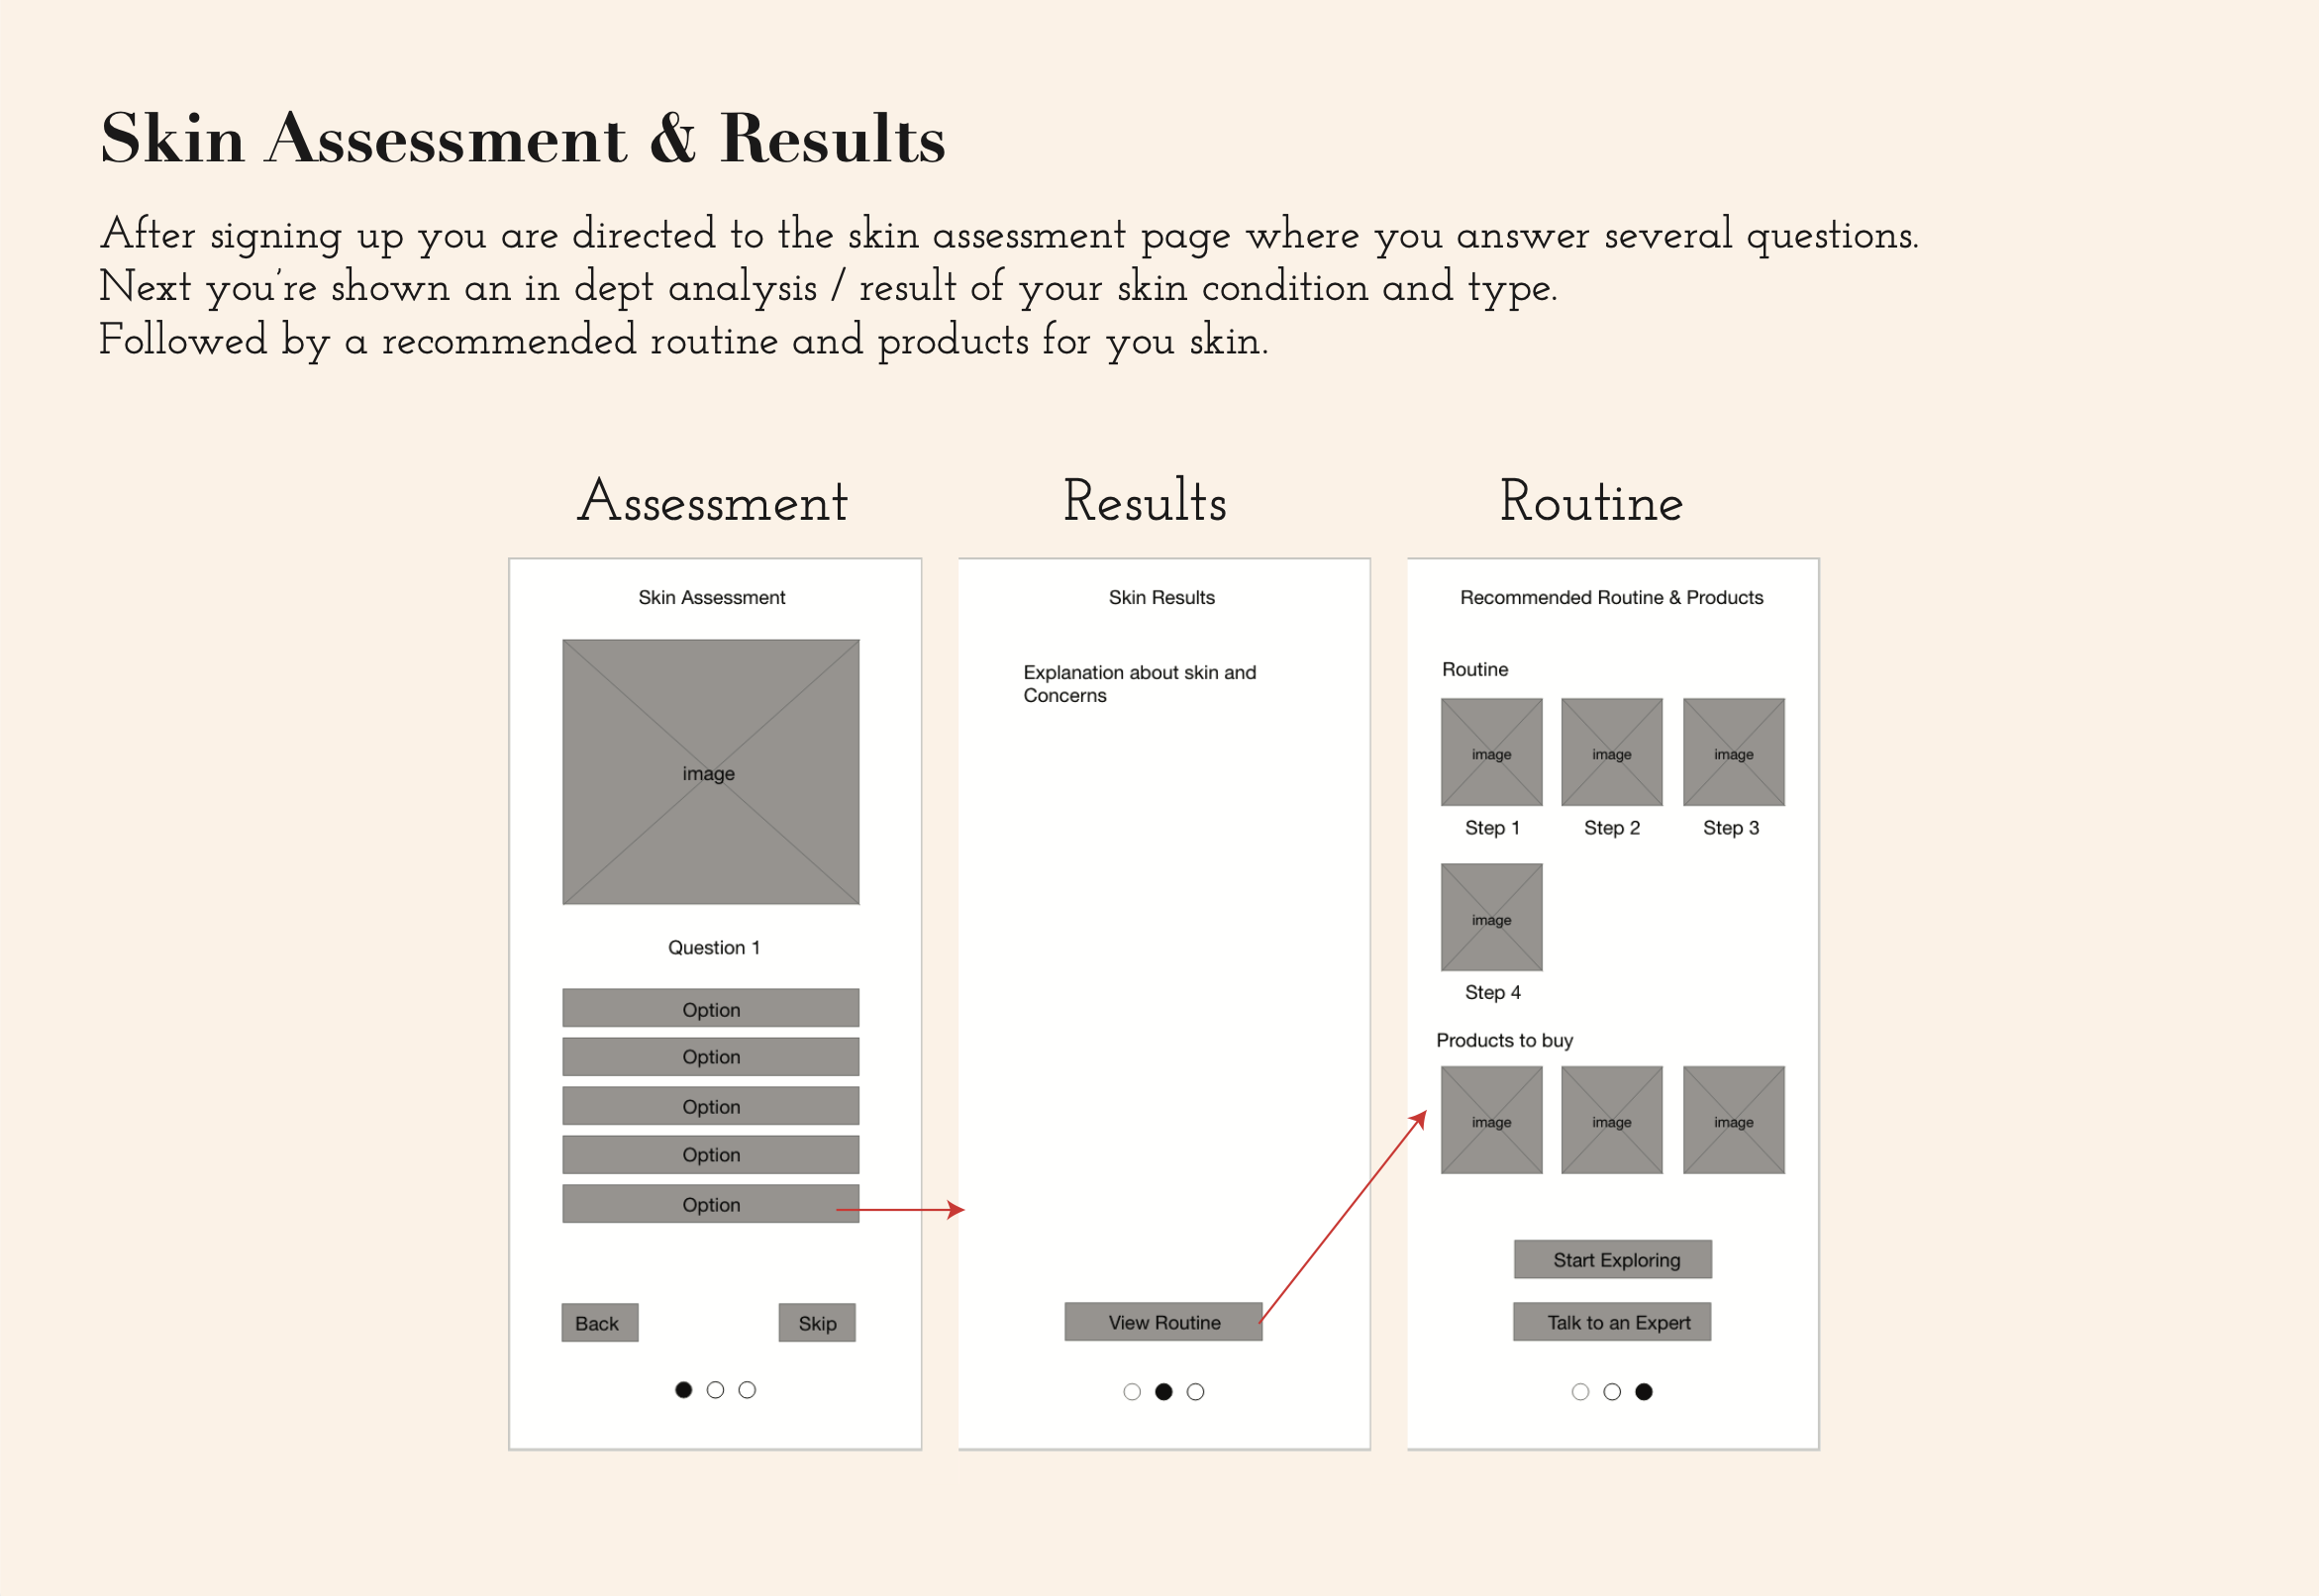 Skin Assessment & Results
After signing up you are directed to the skin assessment page where you answer several questions.
Next you're shown an in dept analysis / result of your skin condition and type.
Followed by a recommended routine and products for you skin.
Assessment
Skin Assessment
image
Question 1
Option
Option
Option
Option
Option
Back
Skip
Results
Skin Results
Explanation about skin and
Concerns
View Routine
Routine
Recommended Routine & Products
Routine
image
image
image
Step 1
Step 2
Step 3
image
Step 4
Products to buy
image
image
image
Start Exploring
Talk to an Expert